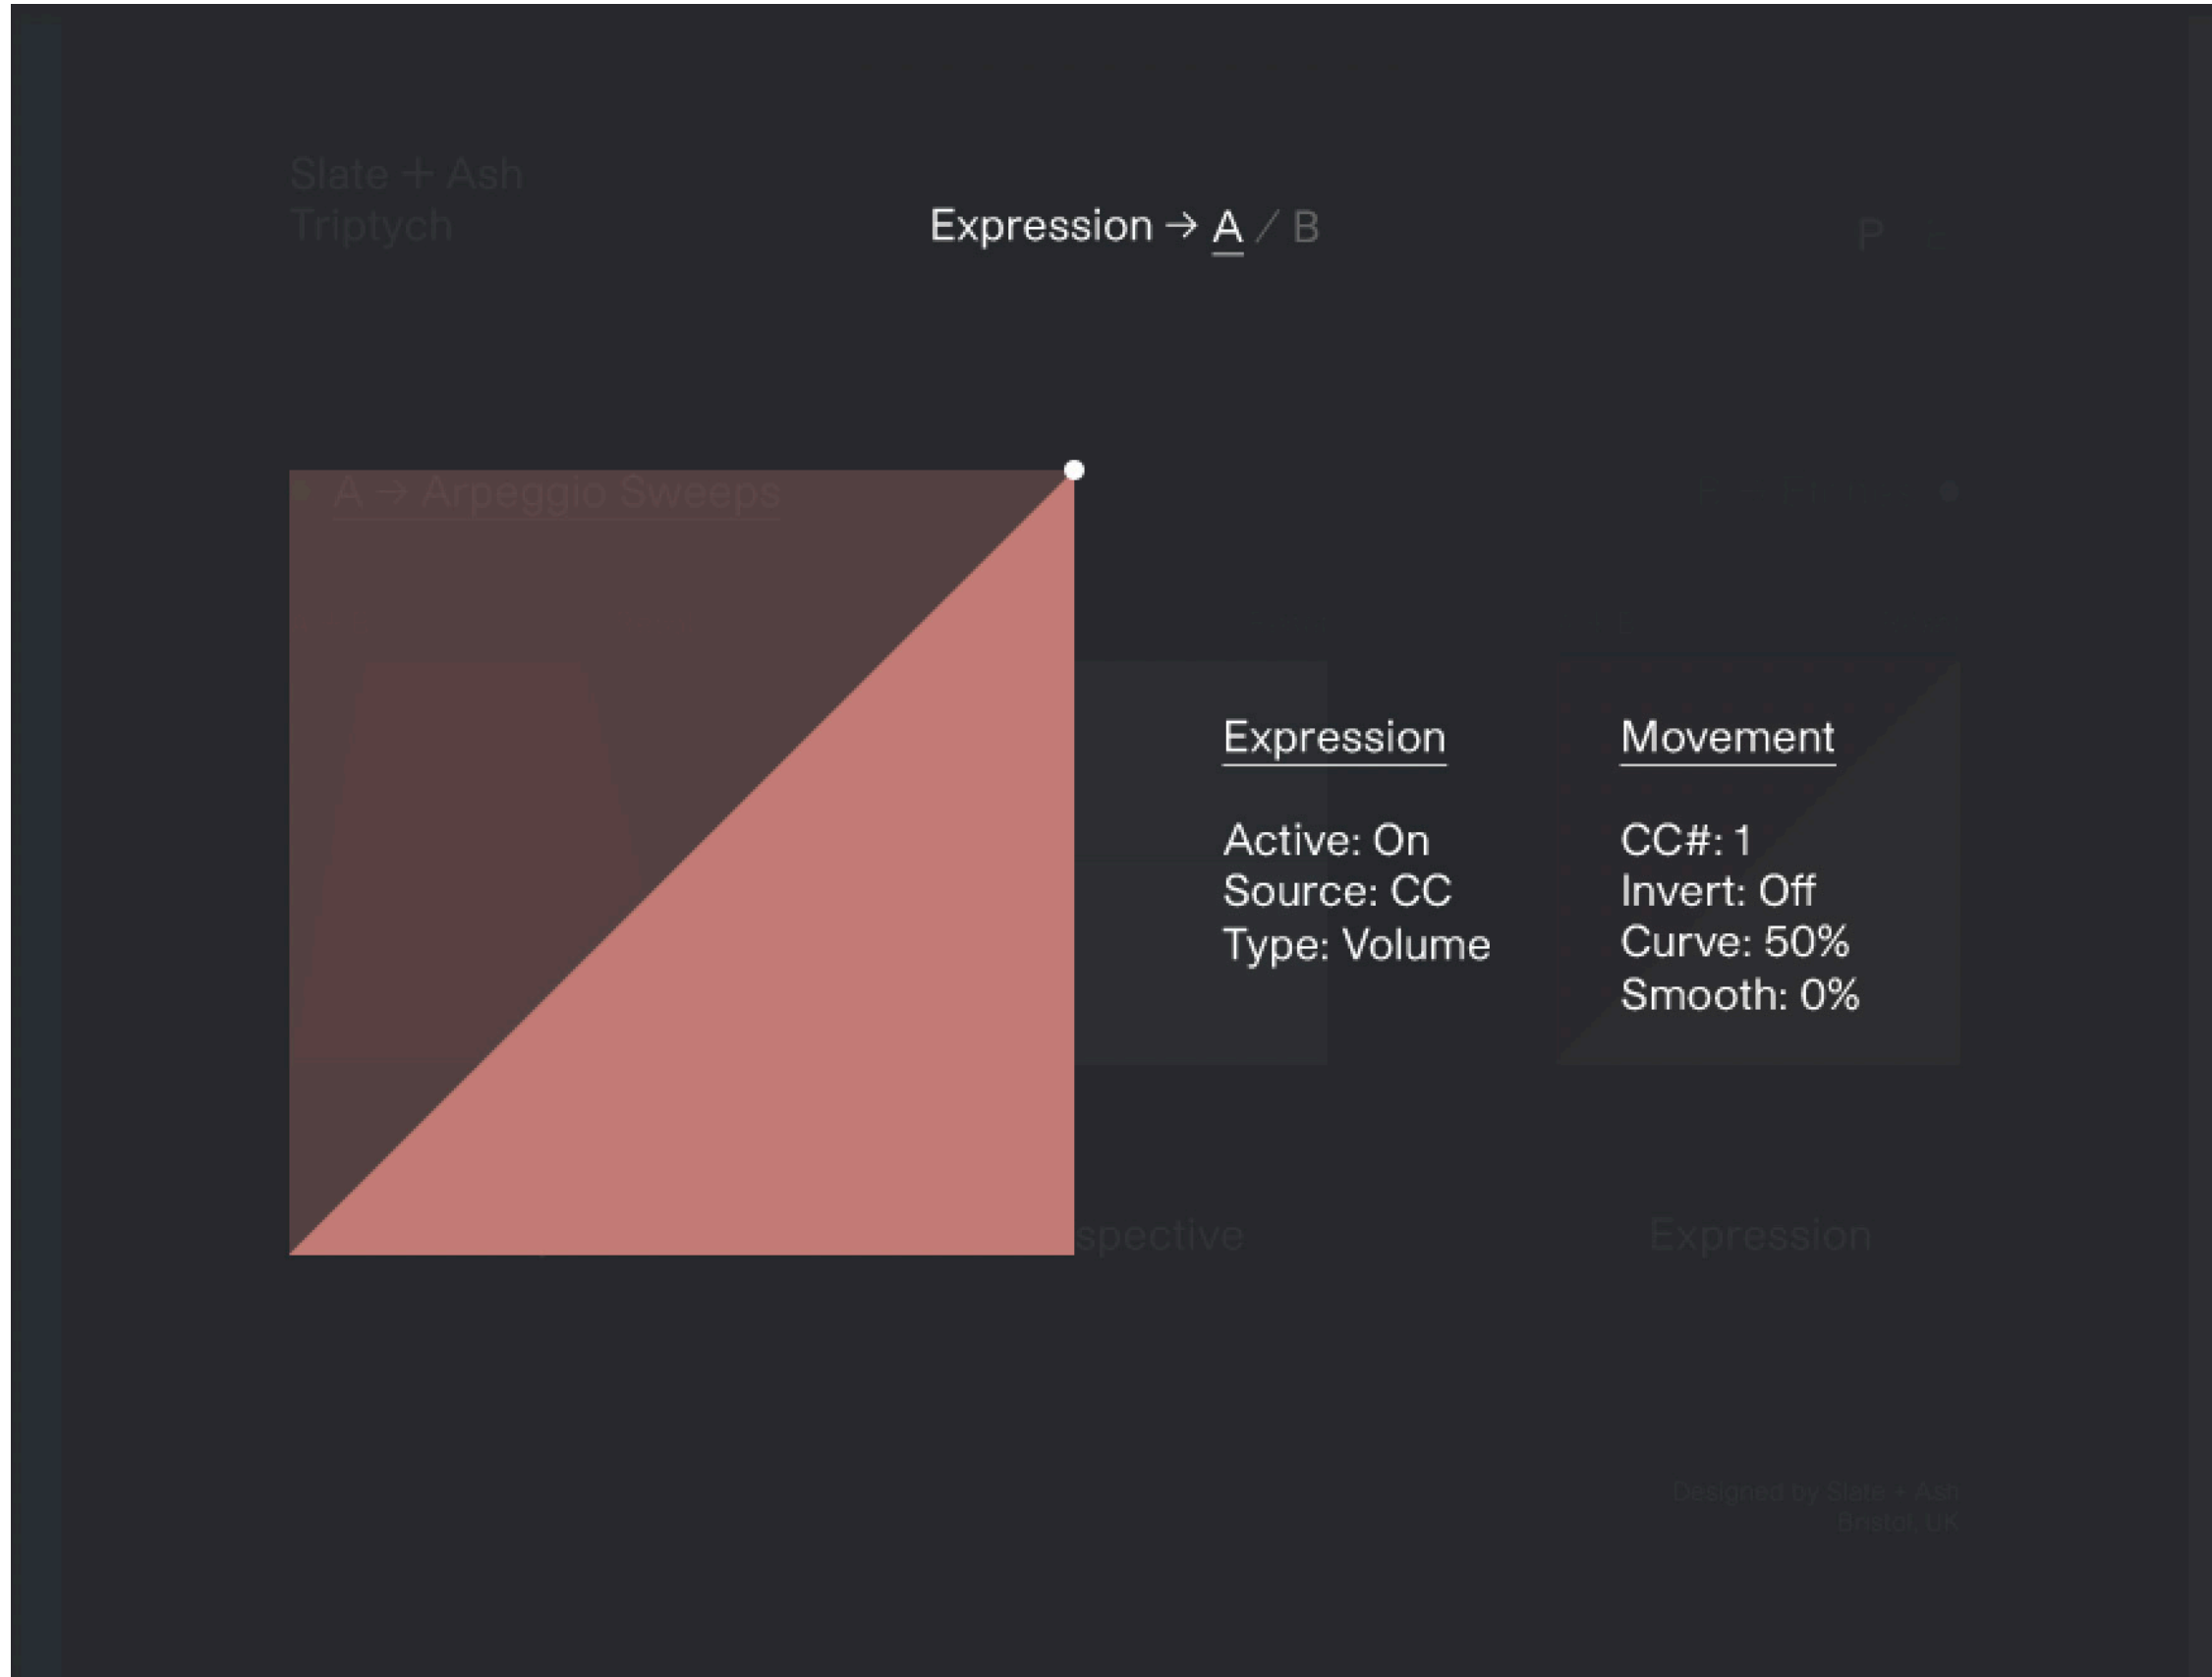 Slate + Ash
Triptych
Expression → A / B
P
A → Arpeggio Sweeps
Expression
Active: On
Source: CC
Type: Volume
Movement
CC#: 1
Invert: Off
Curve: 50%
Smooth: 0%
spective
Expression
Designed by Slate + Ash
Bristol, UK